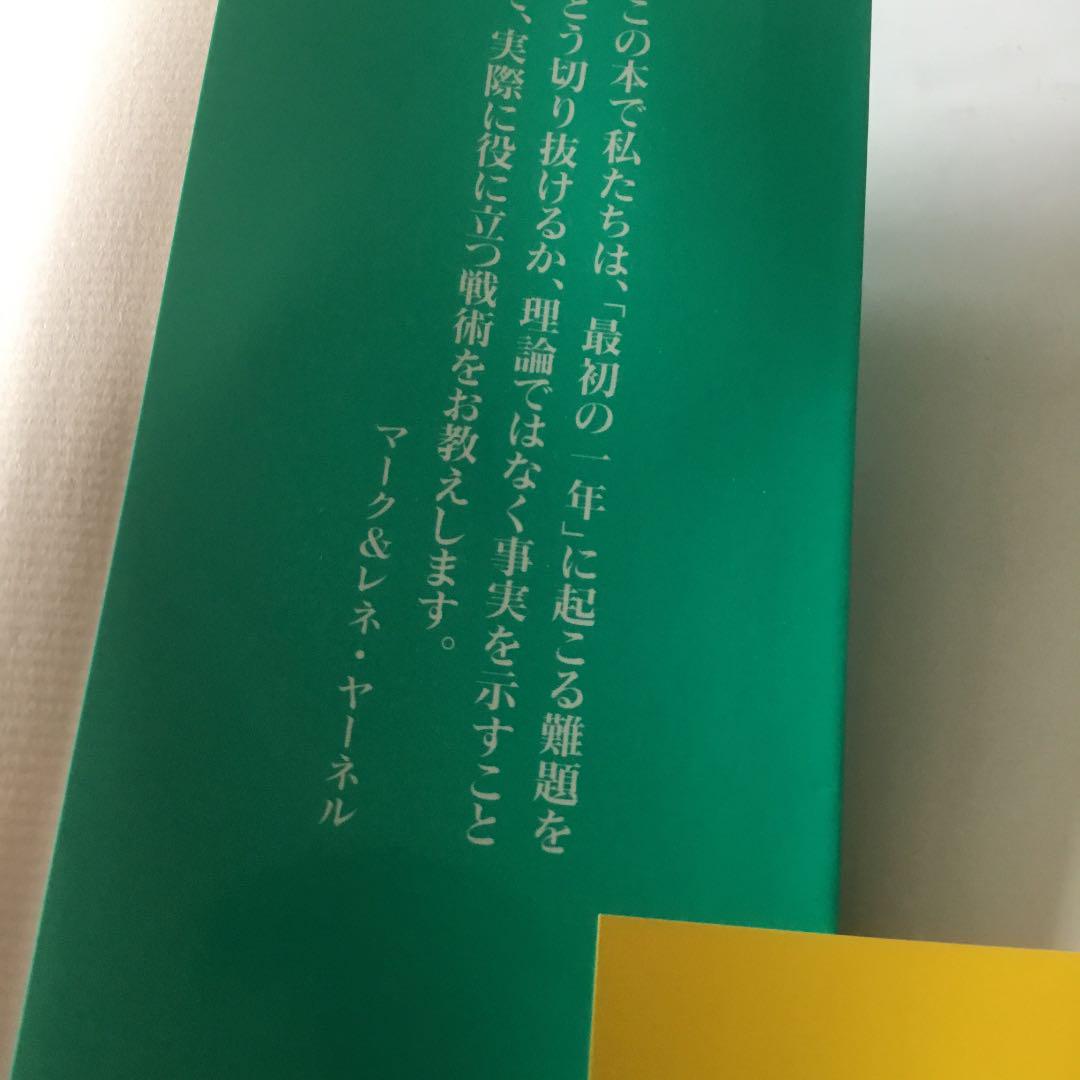 この本で私たちは、「最初の一年」に起こる難題を
どう切り抜けるか、理論ではなく事実を示すこと
で、実際に役に立つ戦術をお教えします。
マーク&レネ・ヤーネル